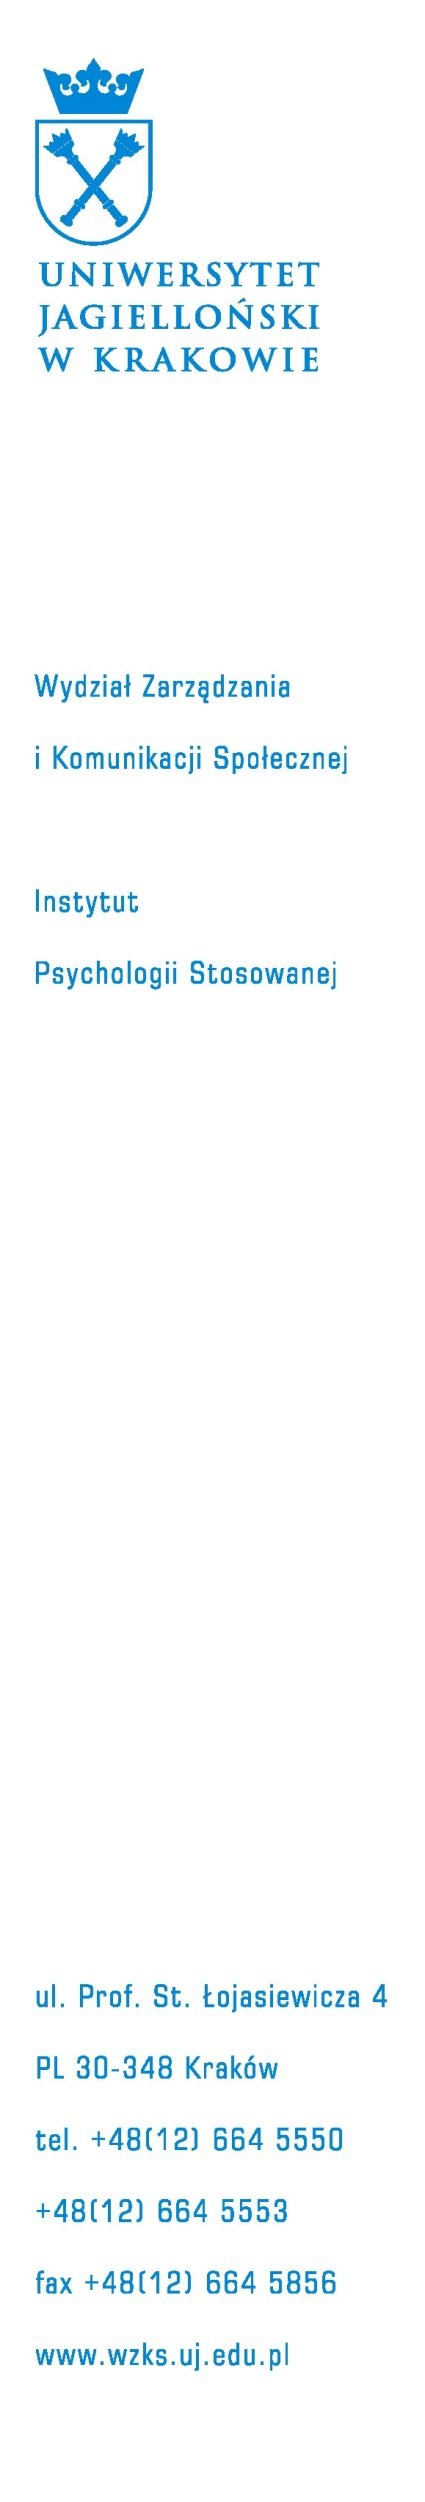 UNIWERSYTET
JAGIELLOŃSKI
W KRAKOWIE
Wydział Zarządzania
i Komunikacji Społecznej
Instytut
Psychologii Stosowanej
ul. Prof. St. Łojasiewicza 4
PL 30-348 Kraków
tel. +48(12) 664 5550
+48(12) 664 5553
fax +48(12) 664 5856
www.wzks.uj.edu.pl